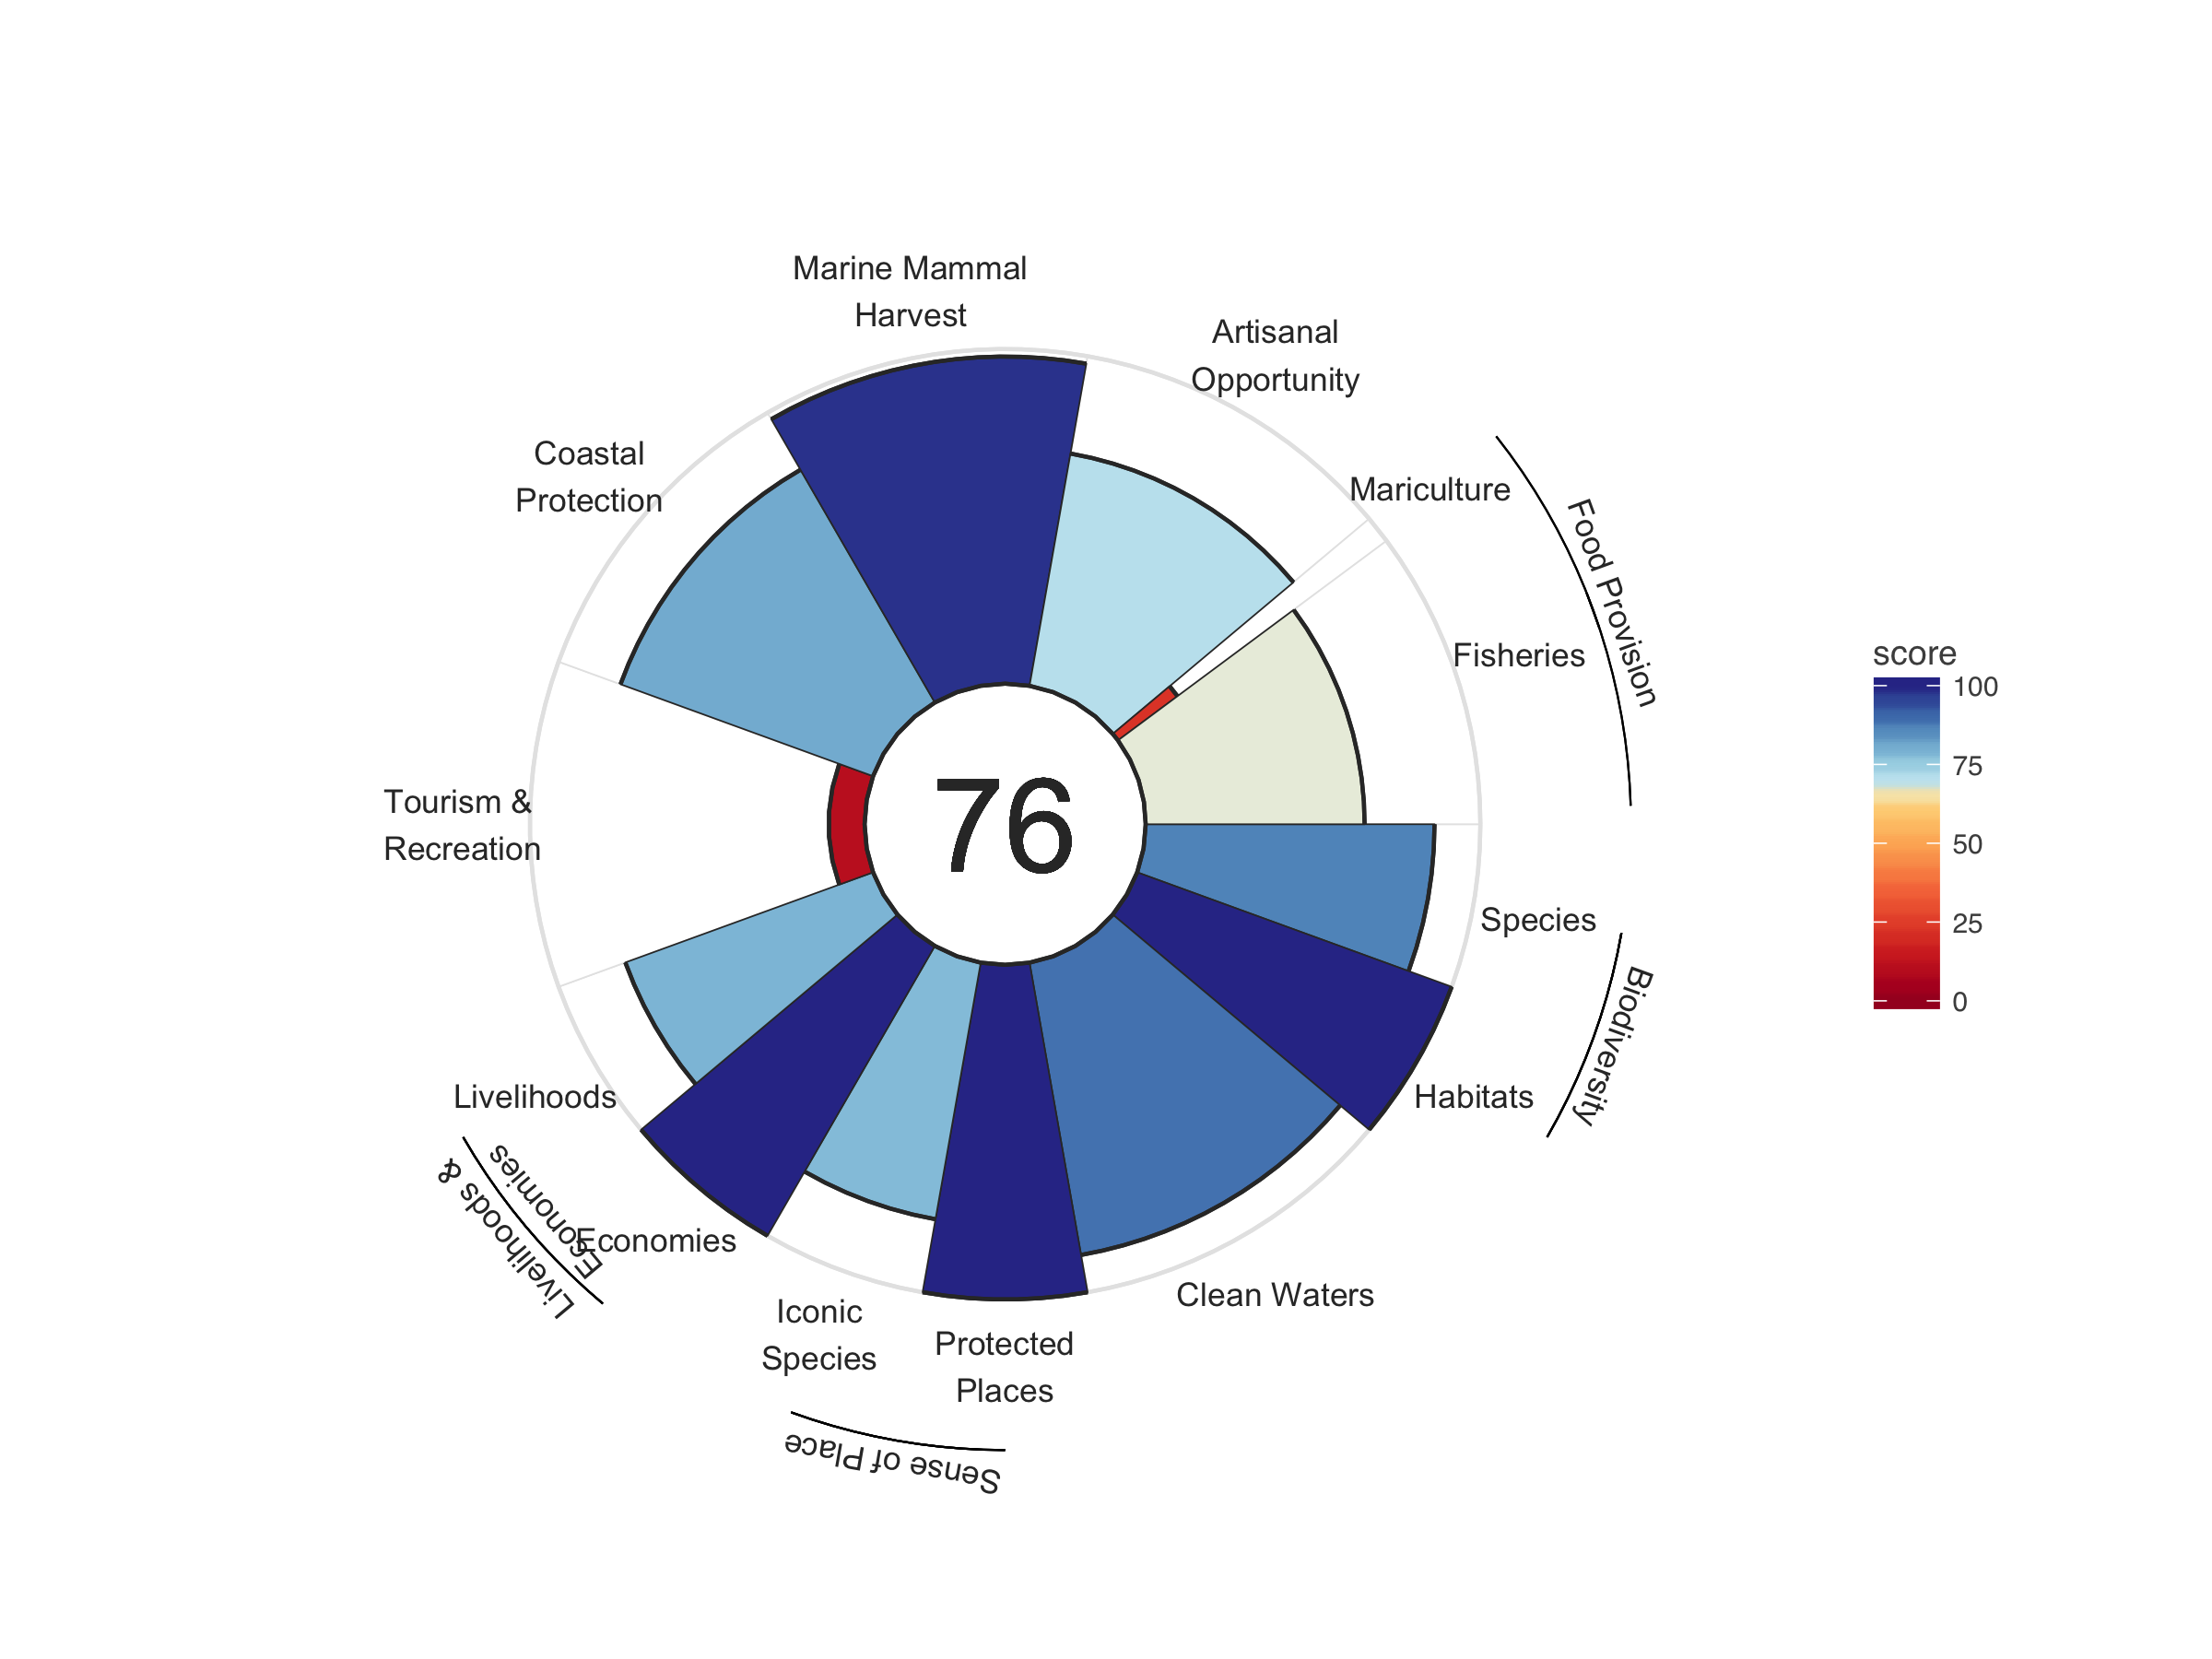 Marine Mammal
Harvest
Artisanal
Opportunity
Coastal
Protection
Mariculture
Food Provision
Fisheries
score
100
75
50
25
0
76
Tourism &
Recreation
Species
Biodiversity
Habitats
Livelihoods
Livelihoods &
Economies
Economies
Clean Waters
Iconic
Species
Protected
Places
Sense of Place